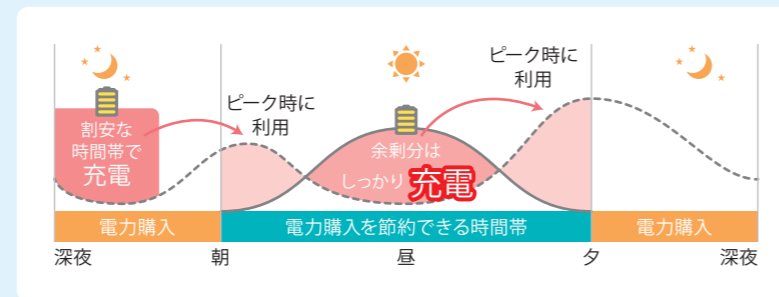 割安な
時間帯で
充電
ピーク時に
利用
余剰分は
しっかり充電
ピーク時に
利用
電力購入
電力購入を節約できる時間帯
電力購入
深夜
朝
昼
夕
深夜